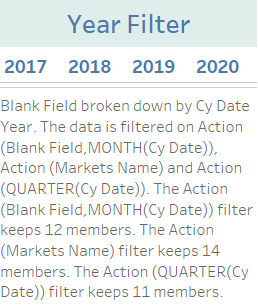 Year Filter
2017 2018 2019 2020
Blank Field broken down by Cy Date
Year. The data is filtered on Action
(Blank Field,MONTH(Cy Date)),
Action (Markets Name) and Action
(QUARTER(Cy Date)). The Action
(Blank Field,MONTH(Cy Date)) filter
keeps 12 members. The Action
(Markets Name) filter keeps 14
members. The Action (QUARTER(Cy
Date)) filter keeps 11 members.